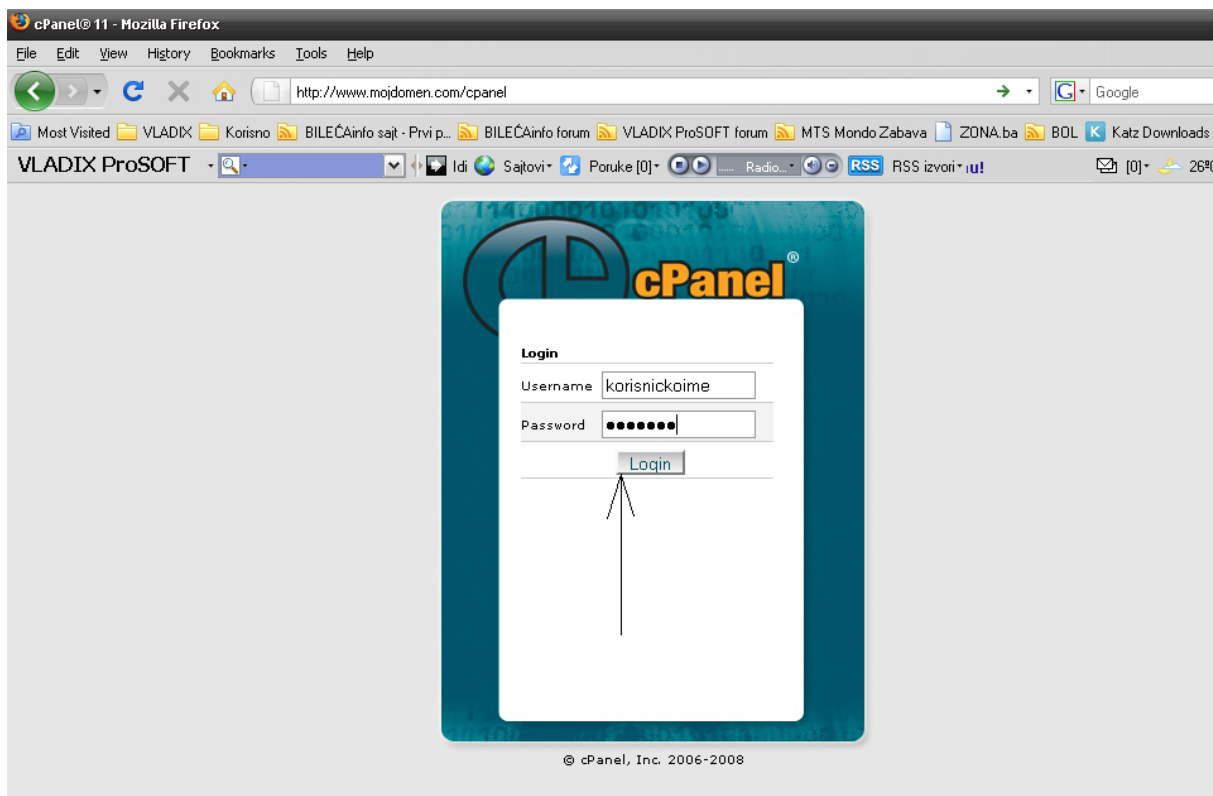 cPanel® 11 - Mozilla Firefox
File Edit View History Bookmarks Tools Help
http://www.mojdomen.com/cpanel G Google
Most Visited VLADIX Korisno BILEĆAinfo sajt - Prvi p... BILEĆAinfo forum VLADIX ProSOFT forum MTS Mondo Zabava ZONA.ba BOL K Katz Downloads
VLADIX ProSOFT Idi Sajtovi Poruke [0] Radio... RSS RSS izvori [0]
cPanel®
Login
Username korisnickoime
Password •••••••
Login
© cPanel, Inc. 2006-2008